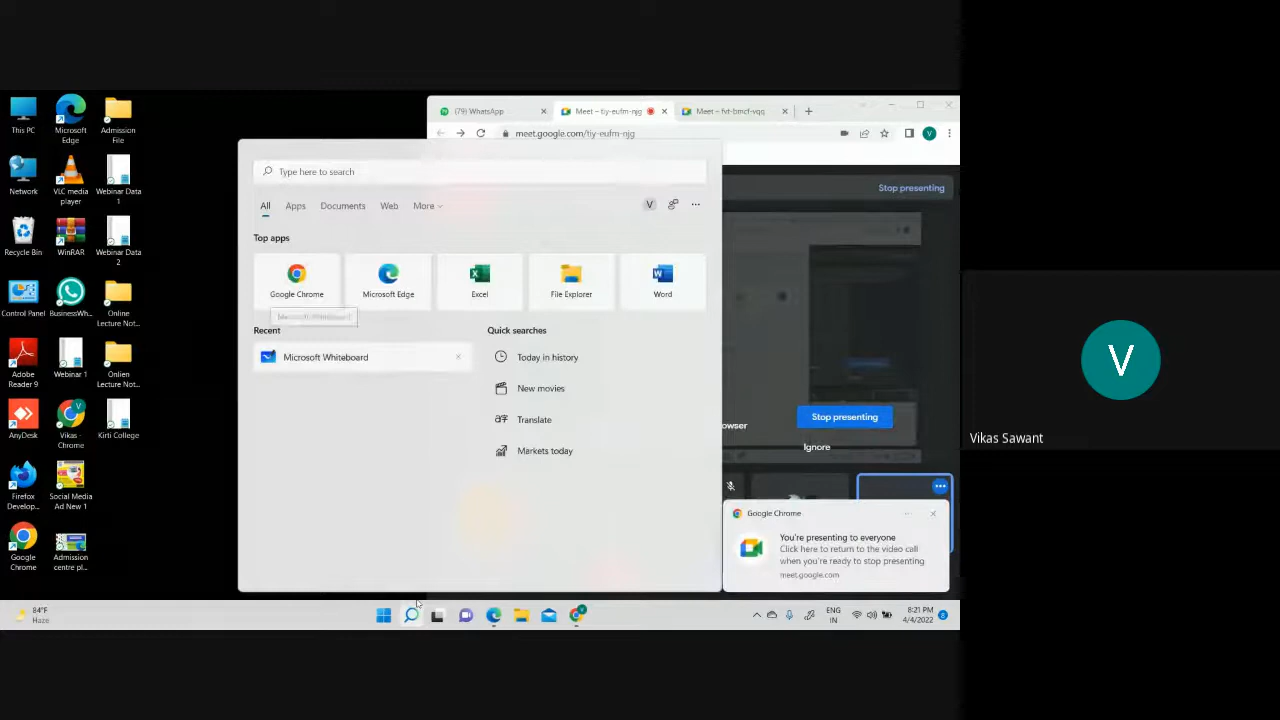 This PC
Microsoft
Edge
Admission
File
Network
VLC media
player
Webinar Data
1
Recycle Bin
WinRAR
Webinar Data
2
Control Panel
BusinessWh...
Online
Lecture Not...
Adobe
Reader 9
Webinar 1
Onlien
Lecture Not...
AnyDesk
Vikas -
Chrome
Kirti College
Firefox
Develop...
Social Media
Ad New 1
Google
Chrome
Admission
centre pl...
(79) WhatsApp
Meet – tiy-eufm-njg
Meet – fvf-bmcf-vqq
meet.google.com/tiy-eufm-njg
V
Stop presenting
Type here to search
All
Apps
Documents
Web
More
V
Top apps
Google Chrome
Microsoft Edge
Excel
File Explorer
Word
Microsoft Whiteboard
Recent
Quick searches
Microsoft Whiteboard
Today in history
New movies
Translate
Markets today
Stop presenting
owser
Ignore
Google Chrome
You're presenting to everyone
Click here to return to the video call
when you're ready to stop presenting
meet.google.com
V
Vikas Sawant
84°F
Haze
ENG
IN
8:21 PM
4/4/2022